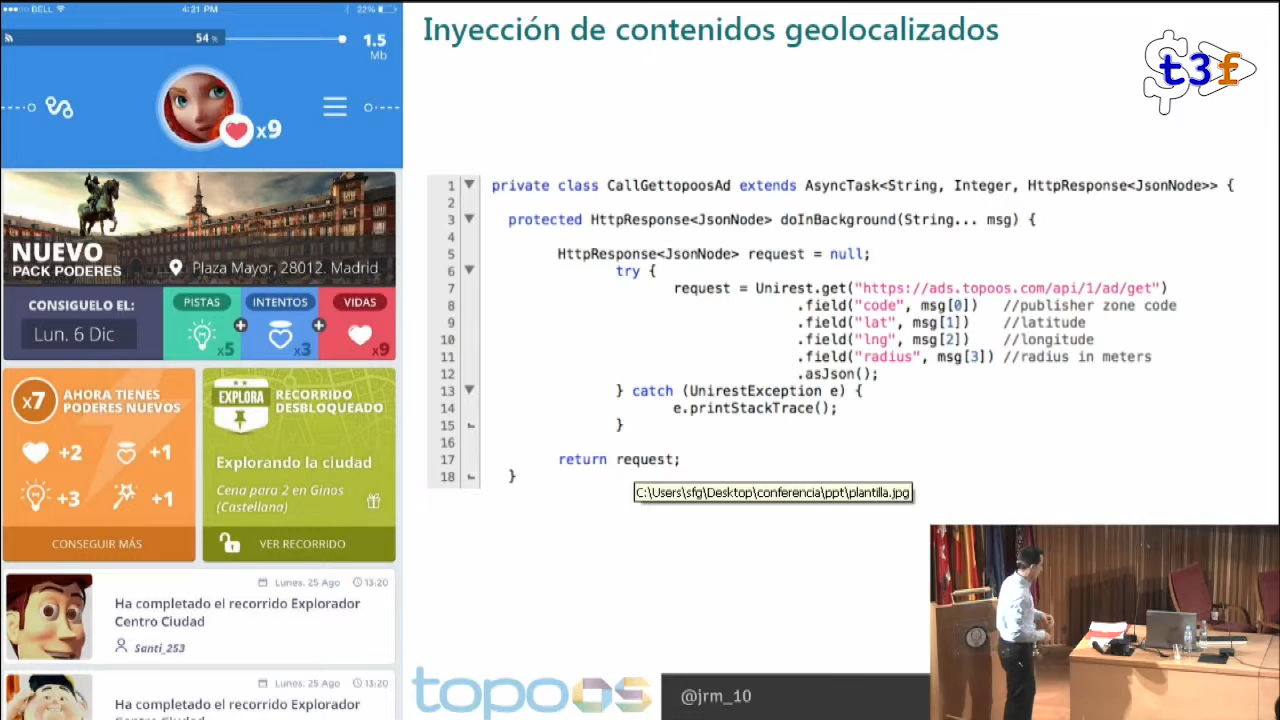 BELL 4:21 PM 22%
54 %
1.5
Mb
x9
NUEVO
PACK PODERES
Plaza Mayor, 28012. Madrid
CONSIGUELO EL:
Lun. 6 Dic
PISTAS
x5
INTENTOS
x3
VIDAS
x9
x7
AHORA TIENES
PODERES NUEVOS
+2 +1
+3 +1
CONSEGUIR MÁS
EXPLORA
RECORRIDO
DESBLOQUEADO
Explorando la ciudad
Cena para 2 en Ginos
(Castellana)
VER RECORRIDO
Lunes. 25 Ago 13:20
Ha completado el recorrido Explorador
Centro Ciudad
Santi_253
Lunes. 25 Ago 13:20
Ha completado el recorrido Explorador
Centro Ciudad
Inyección de contenidos geolocalizados
t3f
1 private class CallGettopoosAd extends AsyncTask<String, Integer, HttpResponse<JsonNode>> {
2
3 protected HttpResponse<JsonNode> doInBackground(String... msg) {
4
5 HttpResponse<JsonNode> request = null;
6 try {
7 request = Unirest.get("https://ads.topoos.com/api/1/ad/get")
8 .field("code", msg[0]) //publisher zone code
9 .field("lat", msg[1]) //latitude
10 .field("lng", msg[2]) //longitude
11 .field("radius", msg[3]) //radius in meters
12 .asJson();
13 } catch (UnirestException e) {
14 e.printStackTrace();
15 }
16
17 return request;
18 }
C:\Users\sfg\Desktop\conferencia\ppt\plantilla.jpg
topoos
@jrm_10